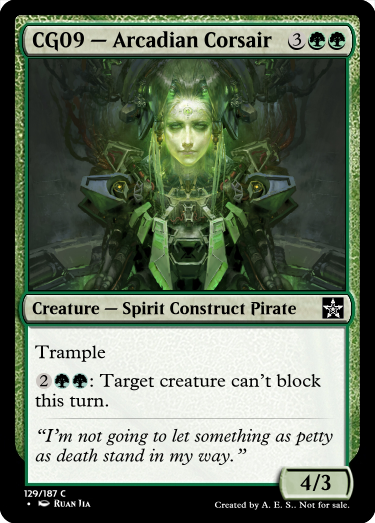 CG09 — Arcadian Corsair 3
Creature — Spirit Construct Pirate
Trample
2: Target creature can't block
this turn.
“I'm not going to let something as petty
as death stand in my way.”
4/3
129/187 C
• Ruan Jia
Created by A. E. S.. Not for sale.